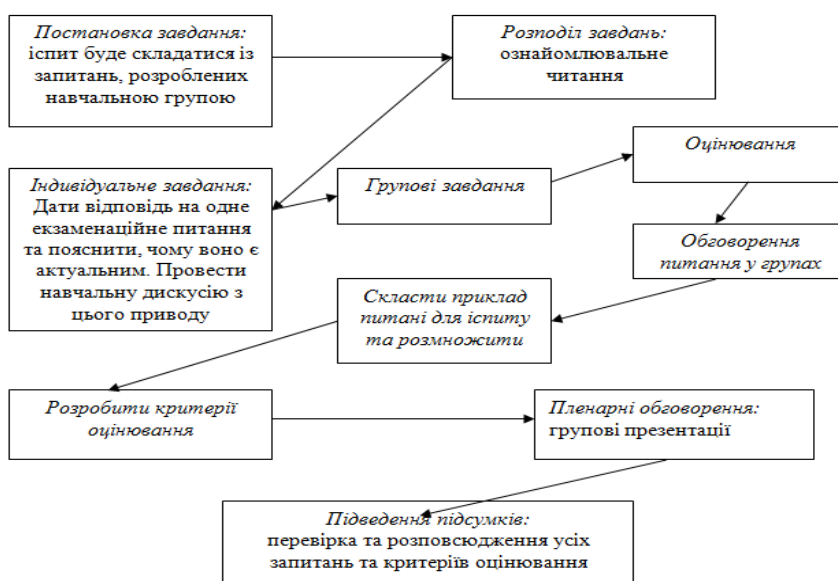 Постановка завдання:
іспит буде складатися із
запитань, розроблених
навчальною групою
Розподіл завдань:
ознайомлювальне
читання
Індивідуальне завдання:
Дати відповідь на одне
екзаменаційне питання
та пояснити, чому воно є
актуальним. Провести
навчальну дискусію з
цього приводу
Групові завдання
Оцінювання
Обговорення
питання у групах
Скласти приклад
питані для іспиту
та розмножити
Розробити критерії
оцінювання
Пленарні обговорення:
групові презентації
Підведення підсумків:
перевірка та розповсюдження усіх
запитань та критеріїв оцінювання